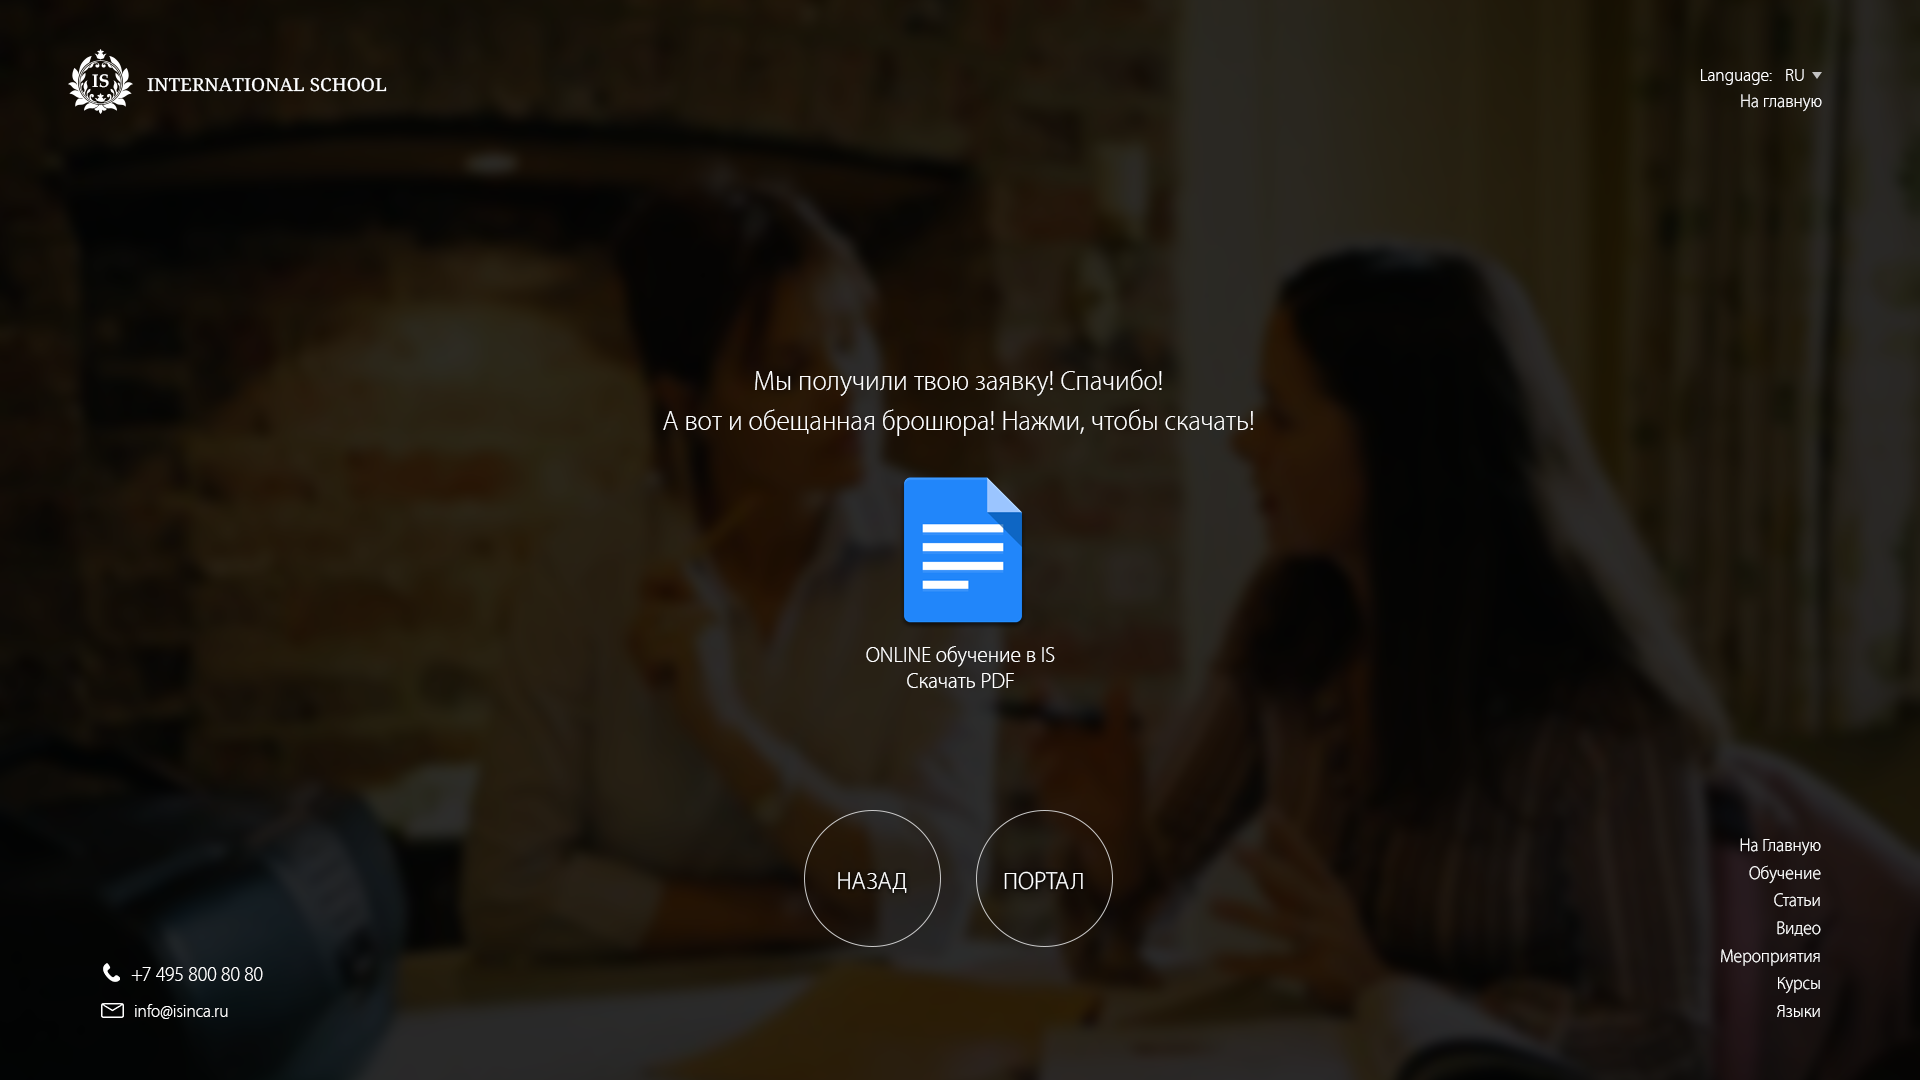 IS
INTERNATIONAL SCHOOL
Language: RU
На главную
Мы получили твою заявку! Спачибо!
А вот и обещанная брошюра! Нажми, чтобы скачать!
ONLINE обучение в IS
Скачать PDF
НАЗАД
ПОРТАЛ
На Главную
Обучение
Статьи
Видео
Мероприятия
Курсы
Языки
+7 495 800 80 80
info@isinca.ru